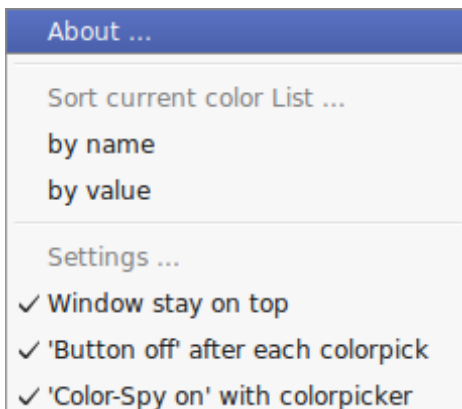 About ...
Sort current color List ...
by name
by value
Settings ...
Window stay on top
'Button off' after each colorpick
'Color-Spy on' with colorpicker